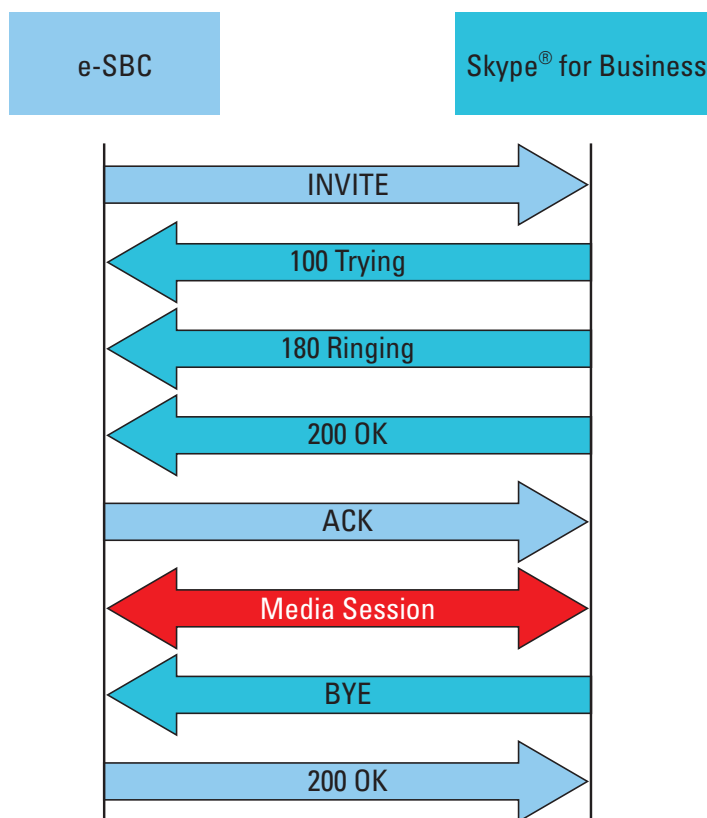 e-SBC
Skype® for Business
INVITE
100 Trying
180 Ringing
200 OK
ACK
Media Session
BYE
200 OK